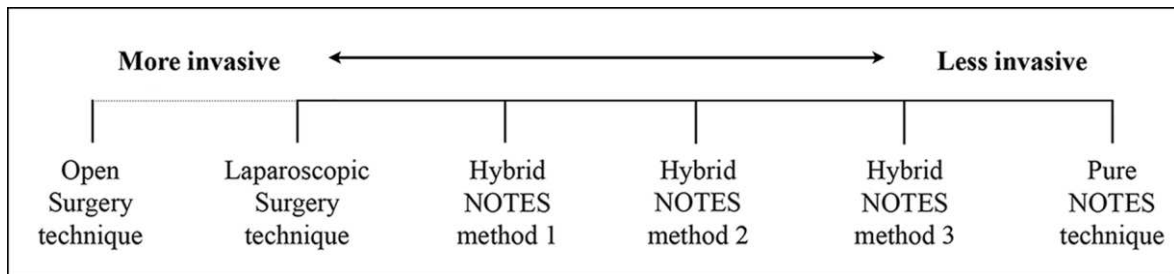 More invasive
Less invasive
Open
Surgery
technique
Laparoscopic
Surgery
technique
Hybrid
NOTES
method 1
Hybrid
NOTES
method 2
Hybrid
NOTES
method 3
Pure
NOTES
technique